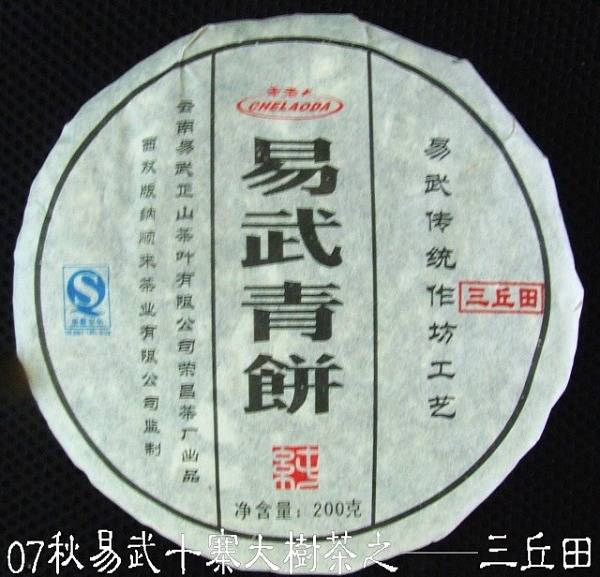 车老大
CHELAODA
易武青餅
純
净含量：200克
易武传统作坊工艺
三丘田
云南易武正山茶叶有限公司荣昌茶厂出品
西双版纳顺来茶业有限公司监制
07秋易武十寨大樹茶之——三丘田